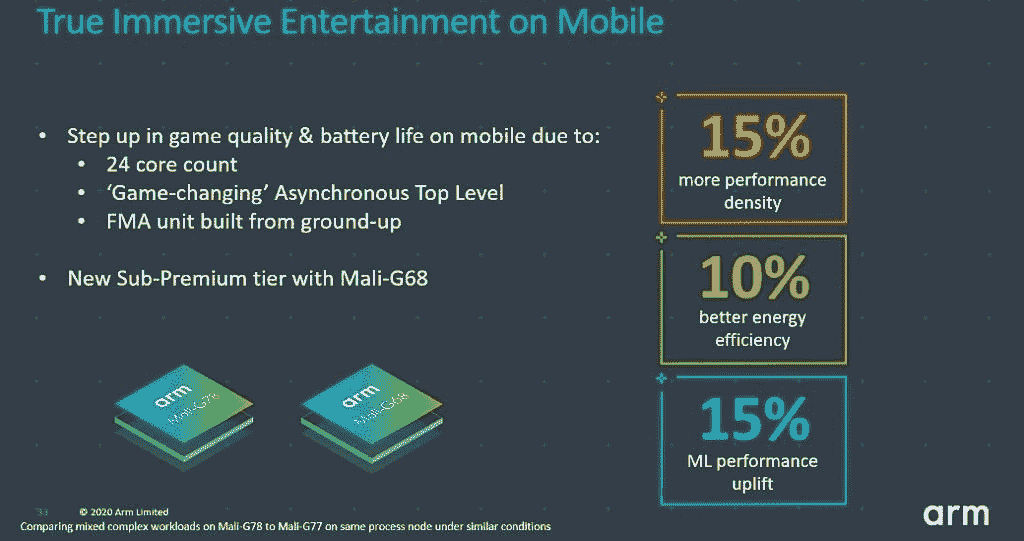 True Immersive Entertainment on Mobile
• Step up in game quality & battery life on mobile due to:
• 24 core count
• ‘Game-changing’ Asynchronous Top Level
• FMA unit built from ground-up
• New Sub-Premium tier with Mali-G68
15%
more performance
density
10%
better energy
efficiency
15%
ML performance
uplift
arm
Mali-G78
arm
Mali-G68
33 © 2020 Arm Limited
Comparing mixed complex workloads on Mali-G78 to Mali-G77 on same process node under similar conditions
arm